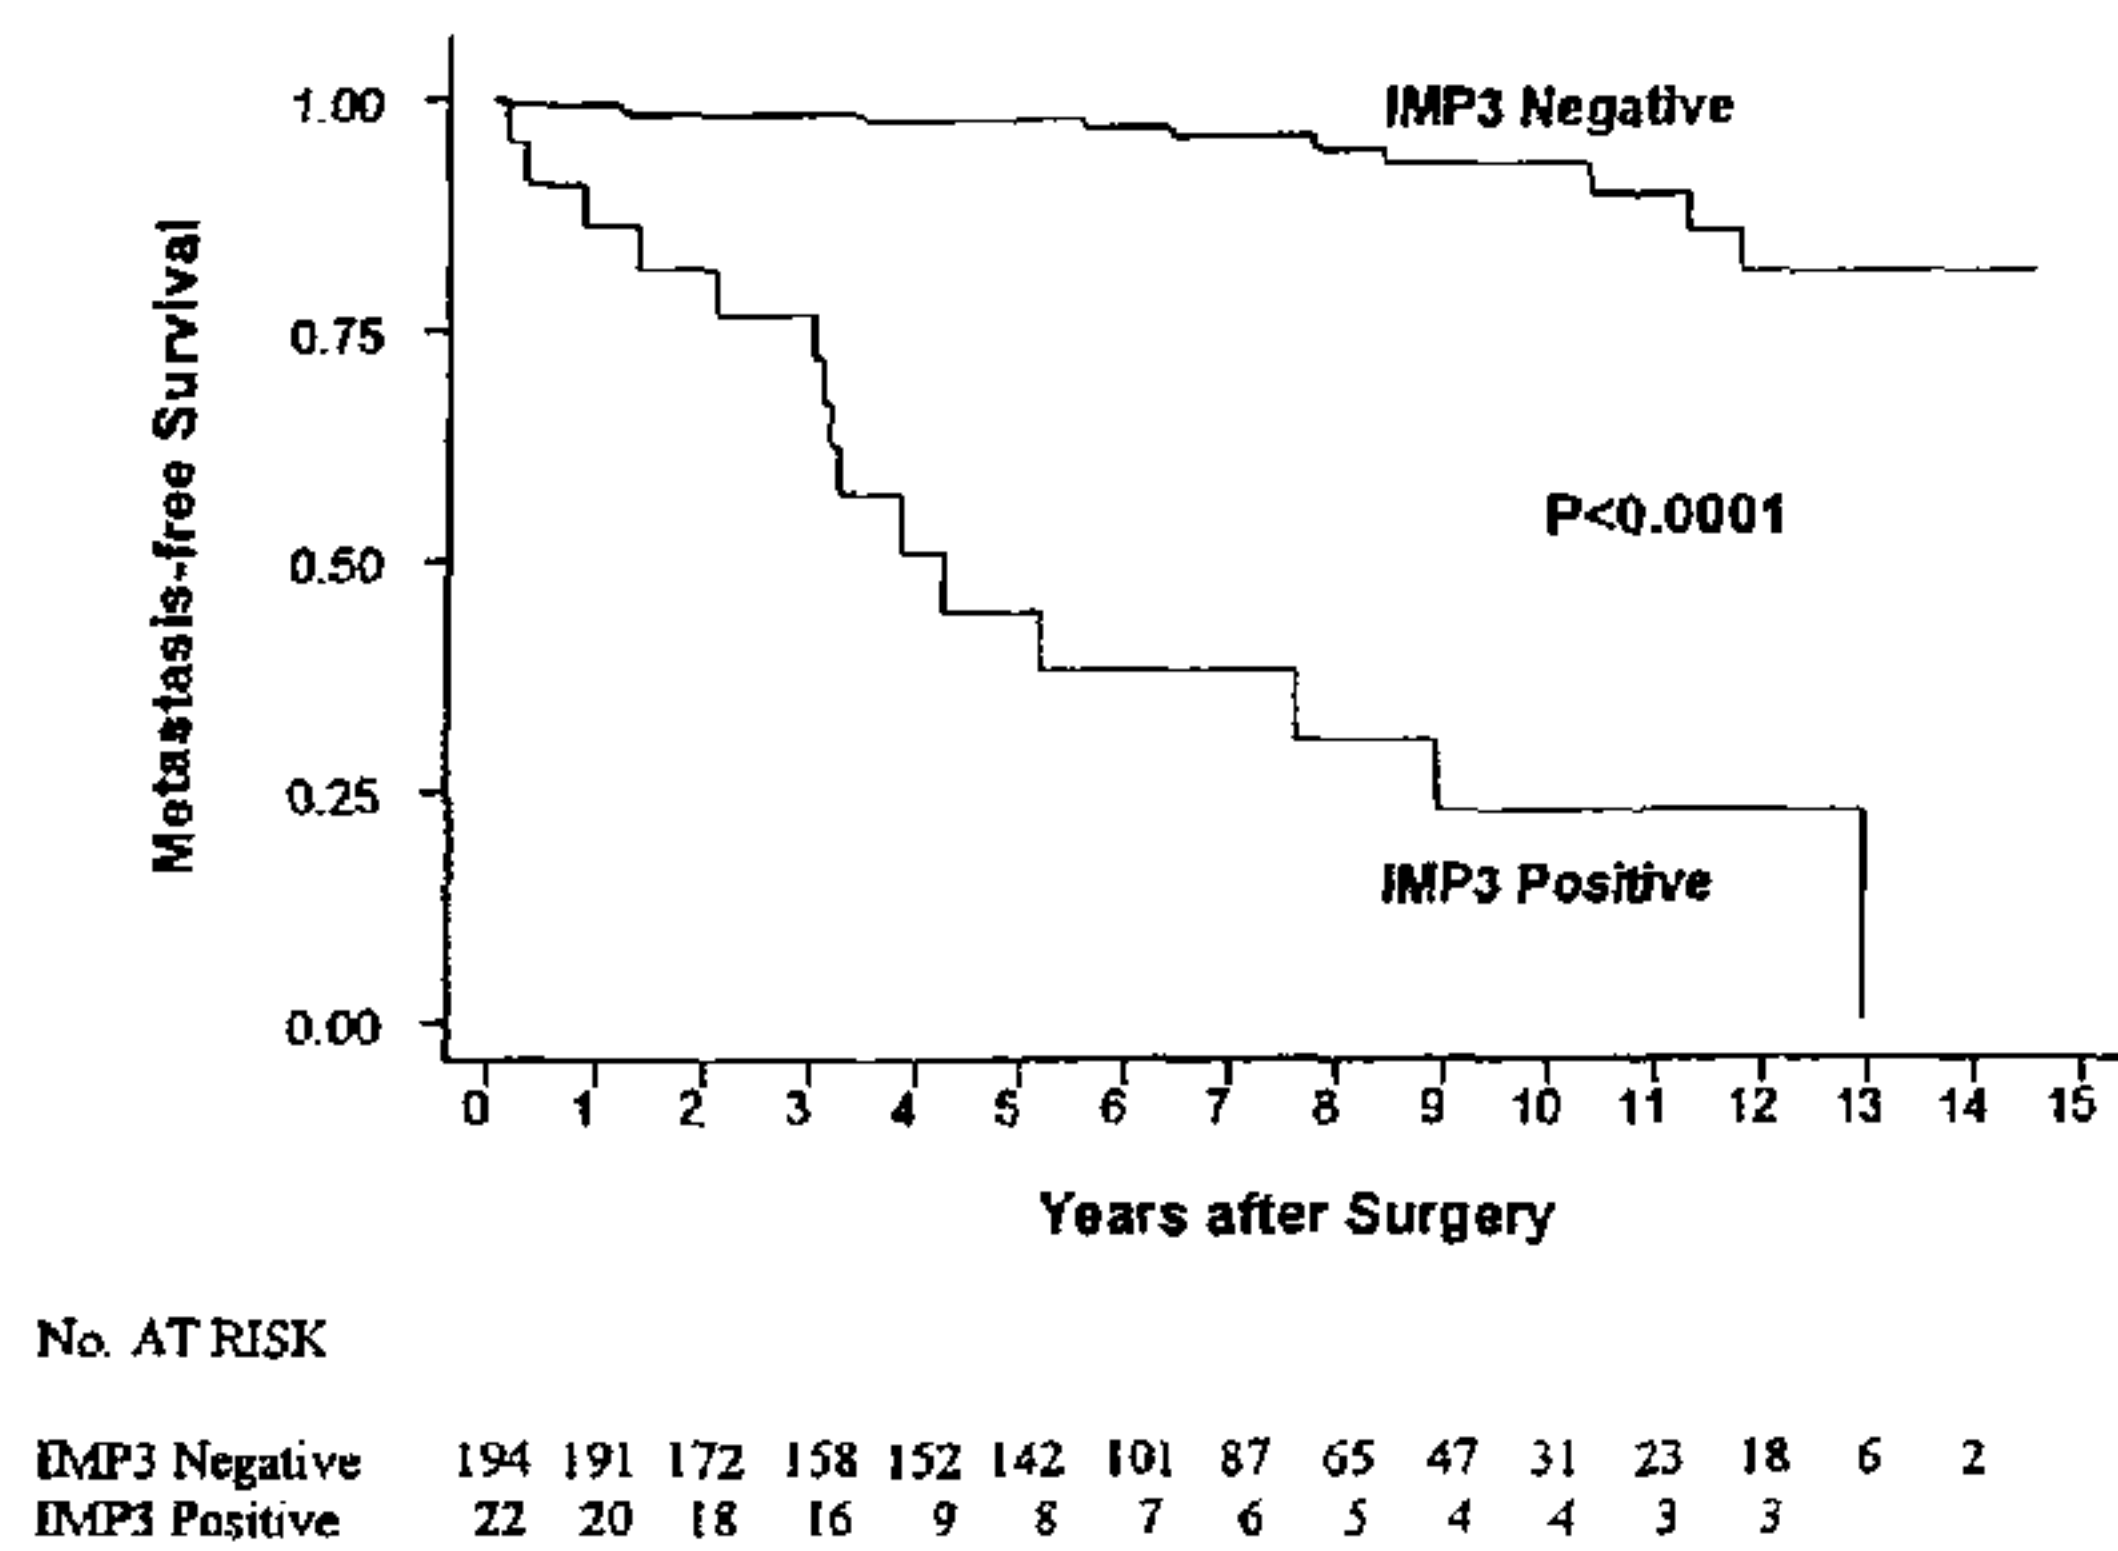 1.00
IMP3 Negative
0.75
P<0.0001
0.50
0.25
IMP3 Positive
0.00
Metastasis-free Survival
0 1 2 3 4 5 6 7 8 9 10 11 12 13 14 15
Years after Surgery
No. AT RISK
IMP3 Negative 194 191 172 158 152 142 101 87 65 47 31 23 18 6 2
IMP3 Positive 22 20 18 16 9 8 7 6 5 4 4 3 3